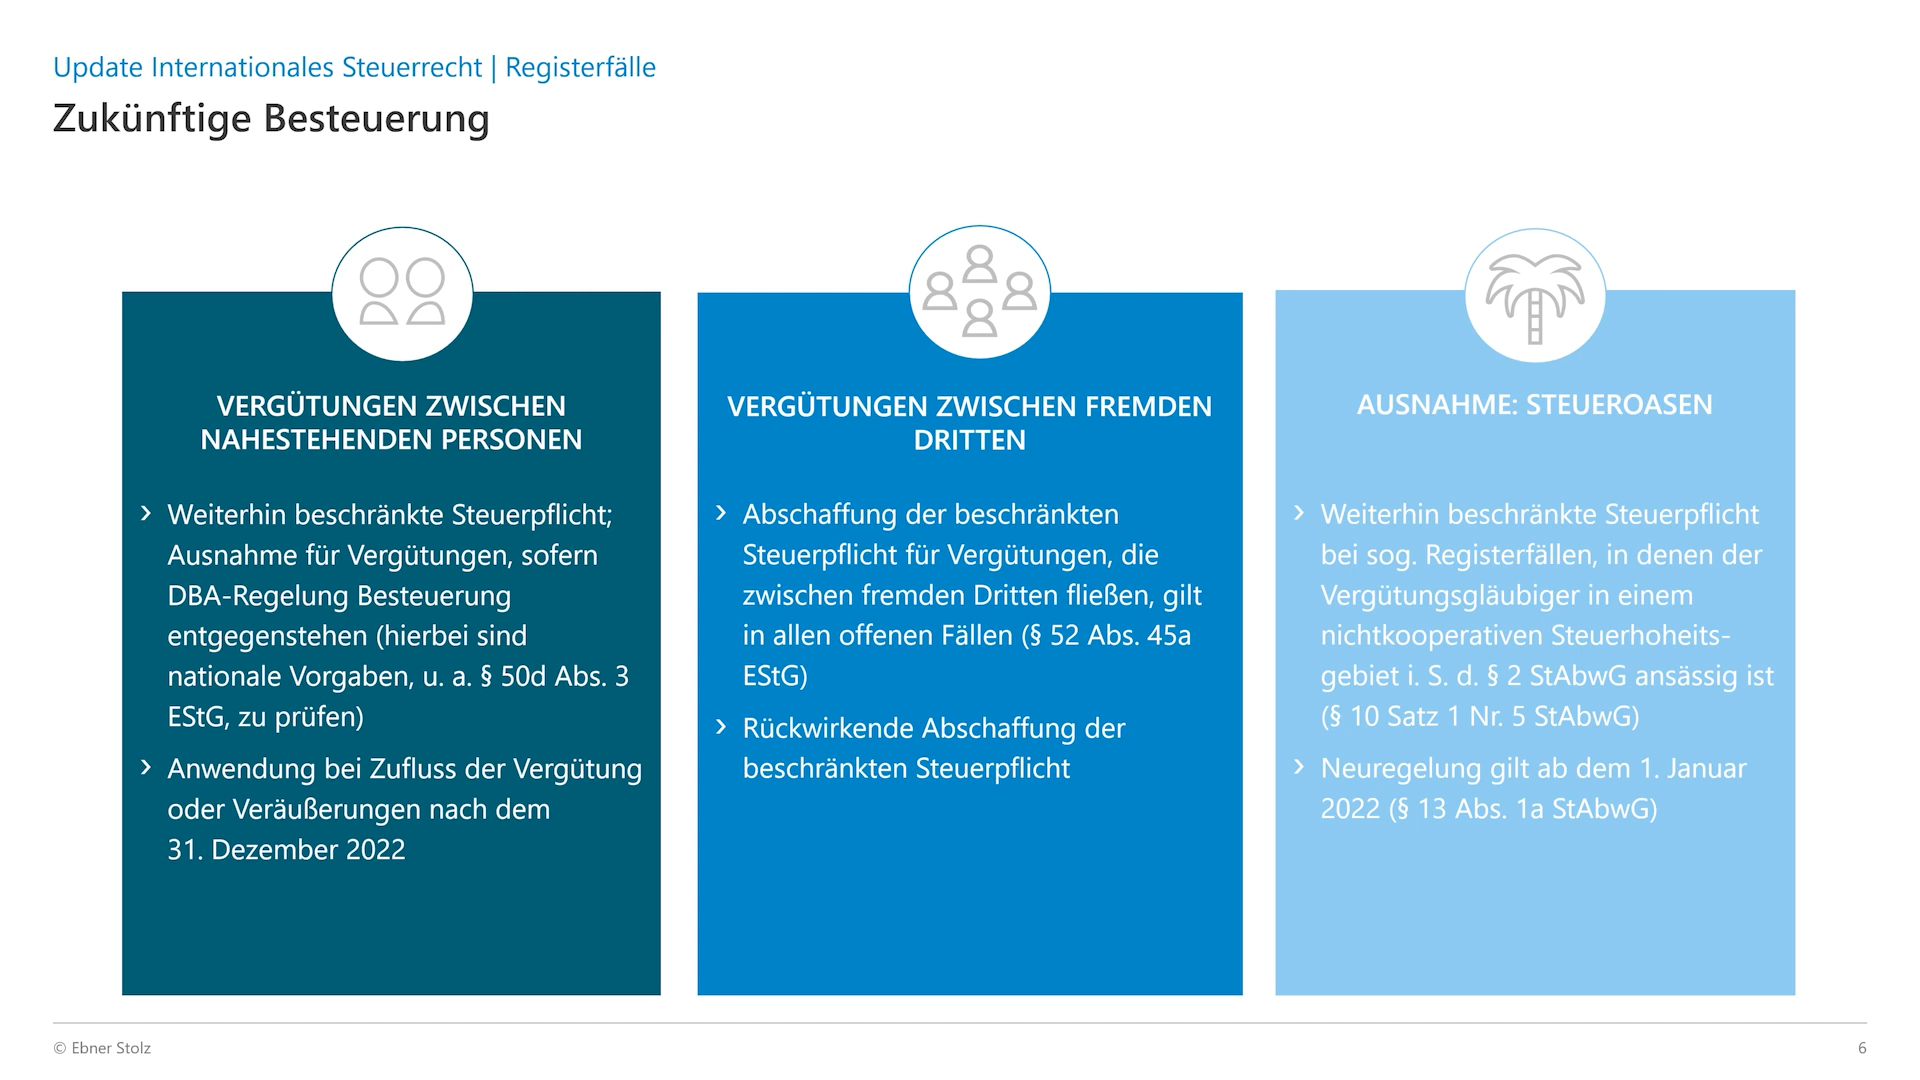 Update Internationales Steuerrecht | Registerfälle
Zukünftige Besteuerung
VERGÜTUNGEN ZWISCHEN
NAHESTEHENDEN PERSONEN
› Weiterhin beschränkte Steuerpflicht;
Ausnahme für Vergütungen, sofern
DBA-Regelung Besteuerung
entgegenstehen (hierbei sind
nationale Vorgaben, u. a. § 50d Abs. 3
EStG, zu prüfen)
› Anwendung bei Zufluss der Vergütung
oder Veräußerungen nach dem
31. Dezember 2022
VERGÜTUNGEN ZWISCHEN FREMDEN
DRITTEN
› Abschaffung der beschränkten
Steuerpflicht für Vergütungen, die
zwischen fremden Dritten fließen, gilt
in allen offenen Fällen (§ 52 Abs. 45a
EStG)
› Rückwirkende Abschaffung der
beschränkten Steuerpflicht
AUSNAHME: STEUEROASEN
› Weiterhin beschränkte Steuerpflicht
bei sog. Registerfällen, in denen der
Vergütungsgläubiger in einem
nichtkooperativen Steuerhoheits-
gebiet i. S. d. § 2 StAbwG ansässig ist
(§ 10 Satz 1 Nr. 5 StAbwG)
› Neuregelung gilt ab dem 1. Januar
2022 (§ 13 Abs. 1a StAbwG)
© Ebner Stolz
6